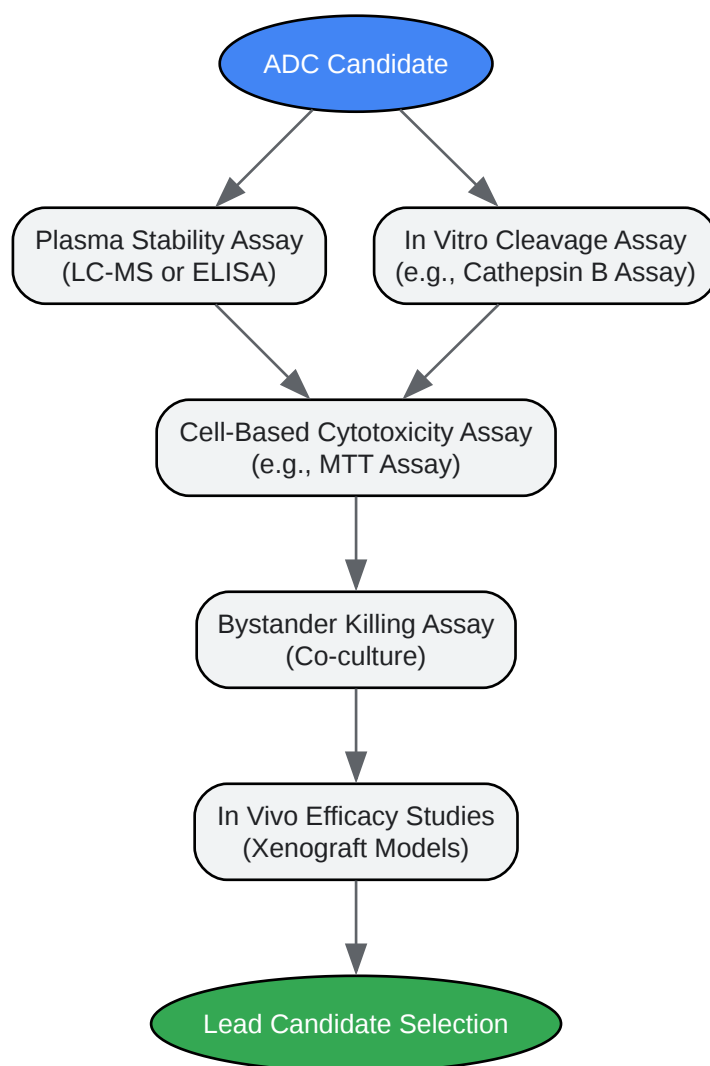 ADC Candidate
Plasma Stability Assay
(LC-MS or ELISA)
In Vitro Cleavage Assay
(e.g., Cathepsin B Assay)
Cell-Based Cytotoxicity Assay
(e.g., MTT Assay)
Bystander Killing Assay
(Co-culture)
In Vivo Efficacy Studies
(Xenograft Models)
Lead Candidate Selection